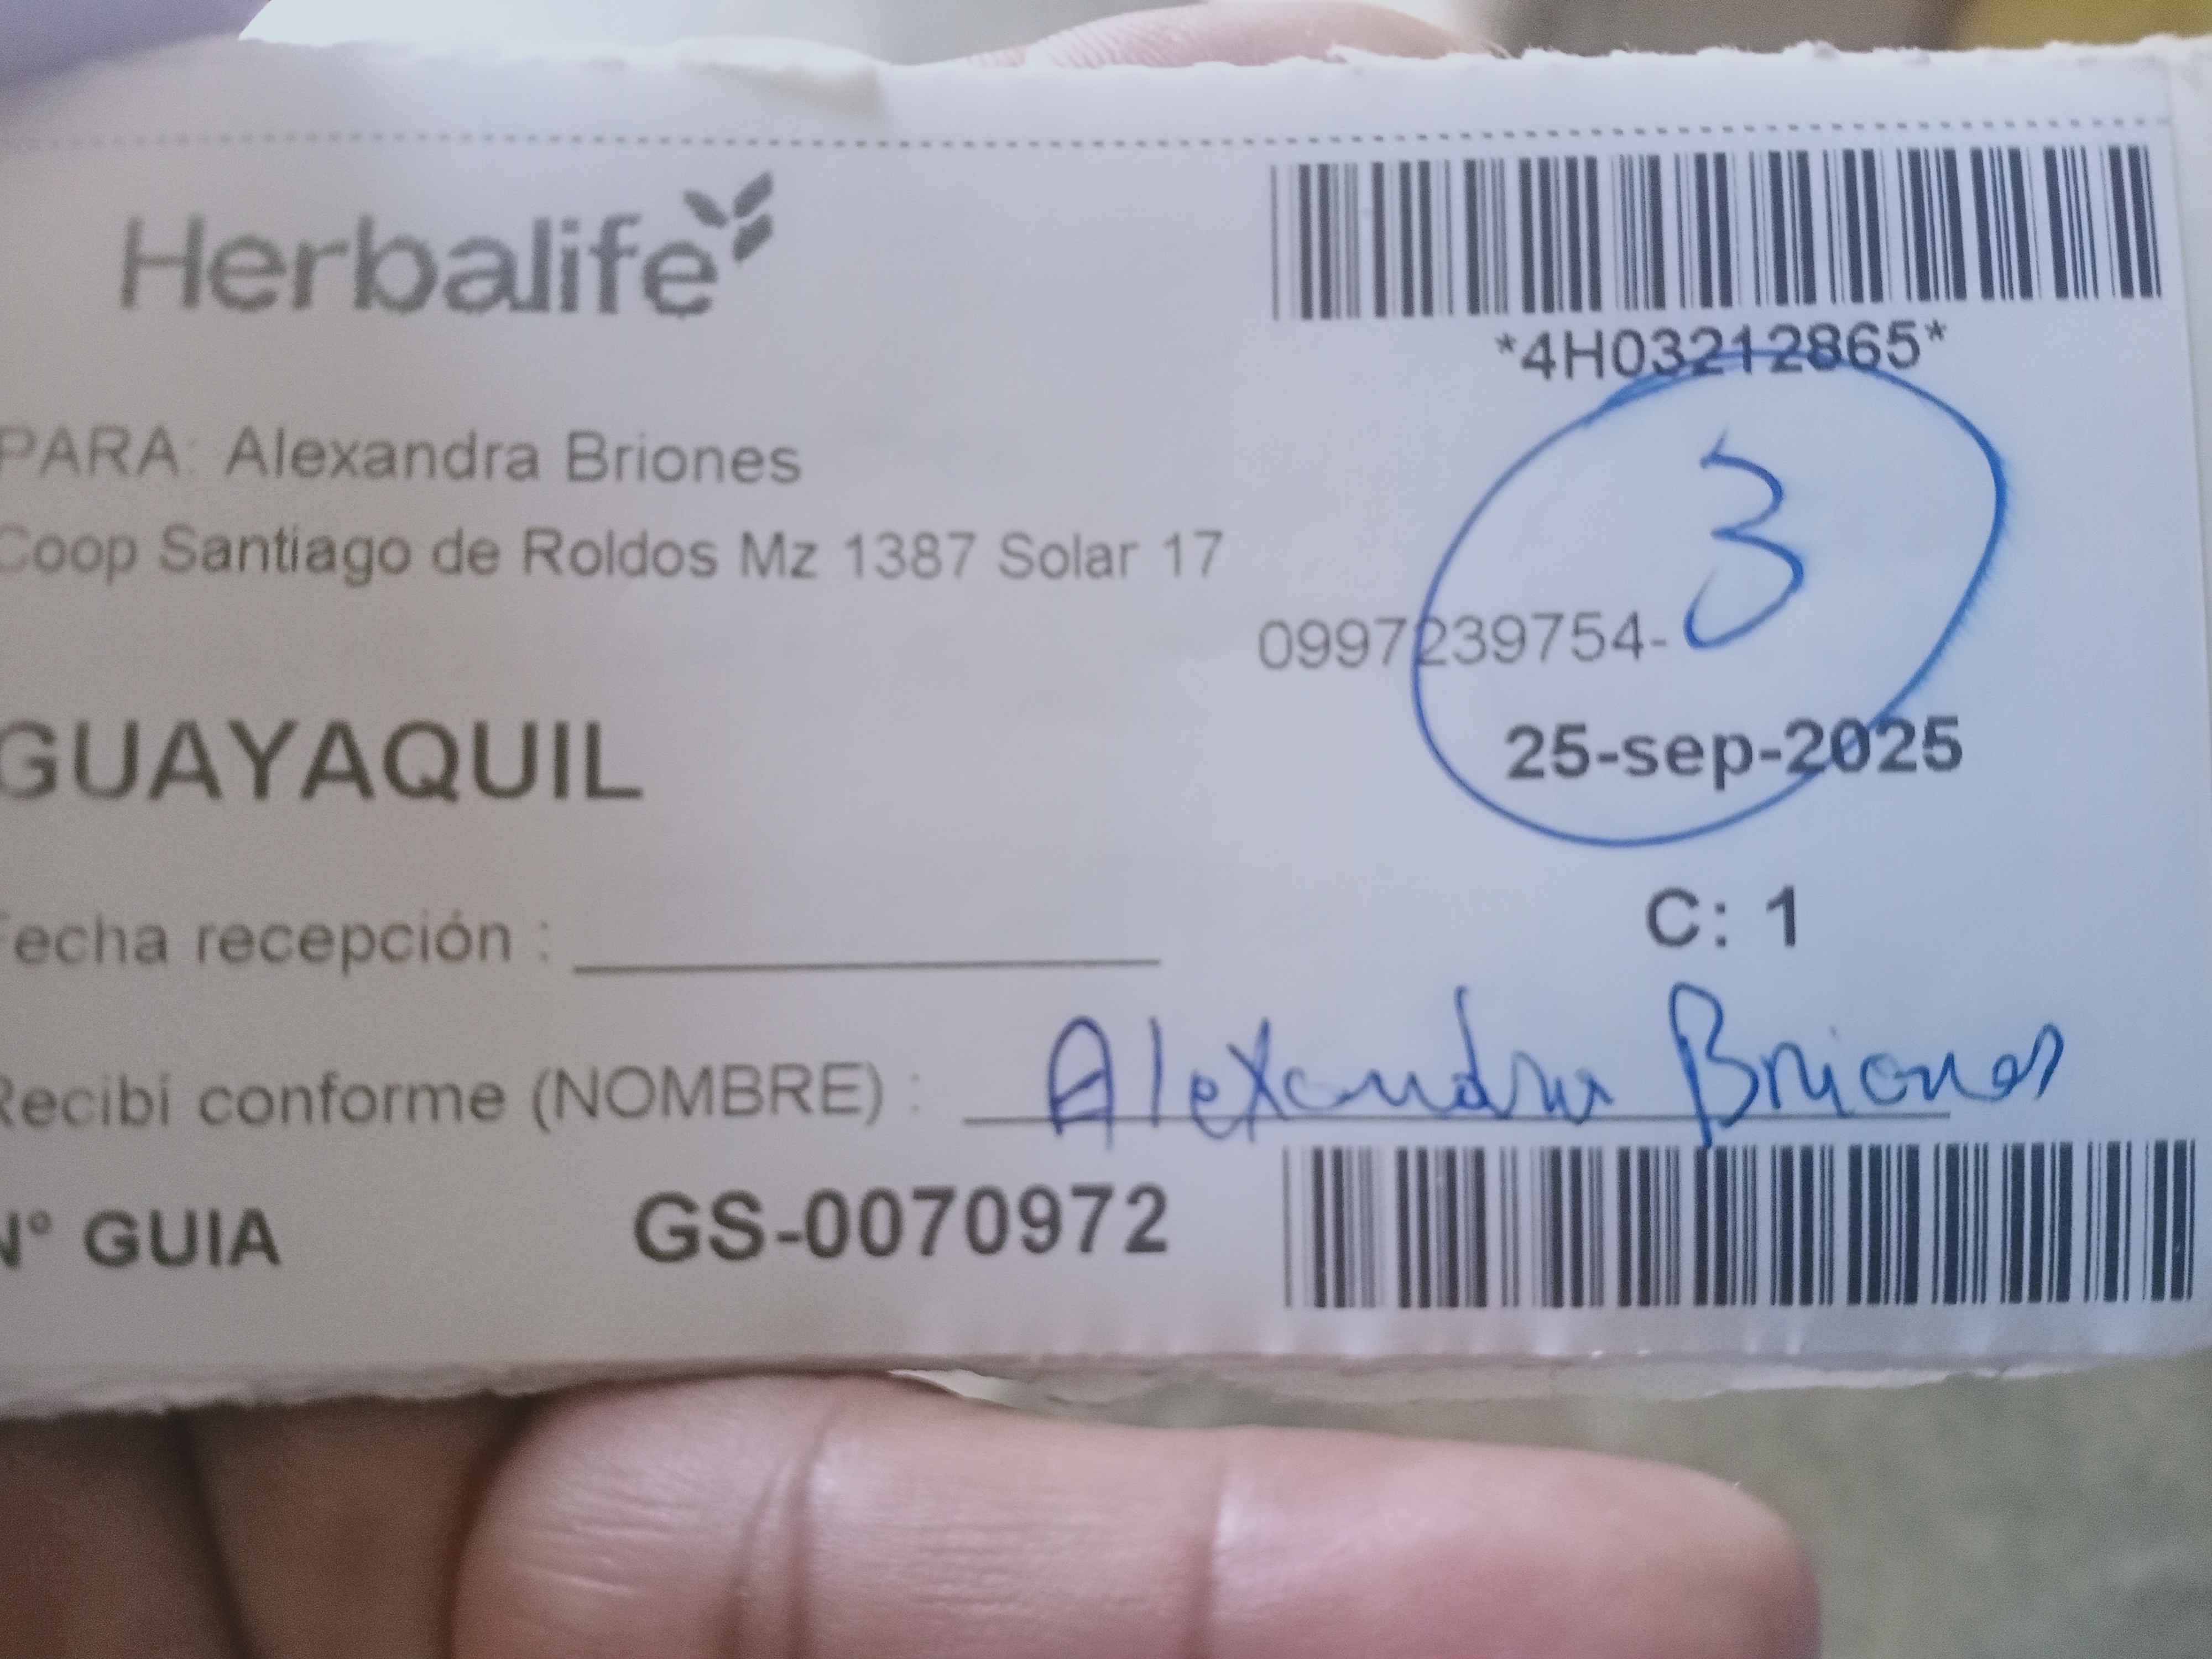 Herbalife
*4H03212865*
3
PARA: Alexandra Briones
Coop Santiago de Roldos Mz 1387 Solar 17
0997239754-
GUAYAQUIL
25-sep-2025
C: 1
Fecha recepción :
Recibí conforme (NOMBRE) : Alexandra Briones
N° GUIA GS-0070972